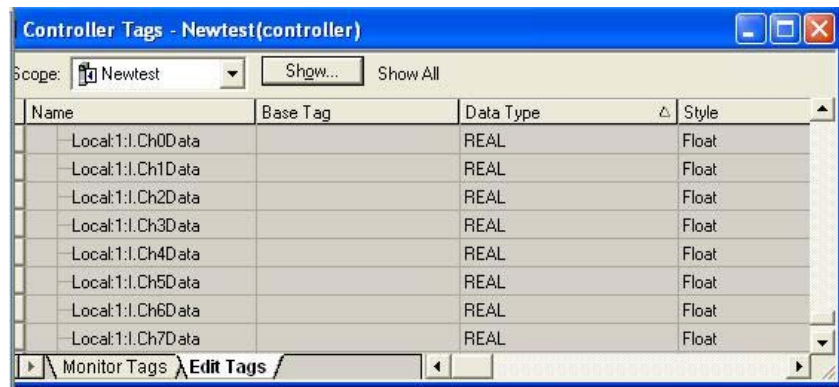 Controller Tags - Newtest(controller)
Scope: Newtest Show... Show All
Name Base Tag Data Type Style
Local:1:I.Ch0Data REAL Float
Local:1:I.Ch1Data REAL Float
Local:1:I.Ch2Data REAL Float
Local:1:I.Ch3Data REAL Float
Local:1:I.Ch4Data REAL Float
Local:1:I.Ch5Data REAL Float
Local:1:I.Ch6Data REAL Float
Local:1:I.Ch7Data REAL Float
Monitor Tags Edit Tags